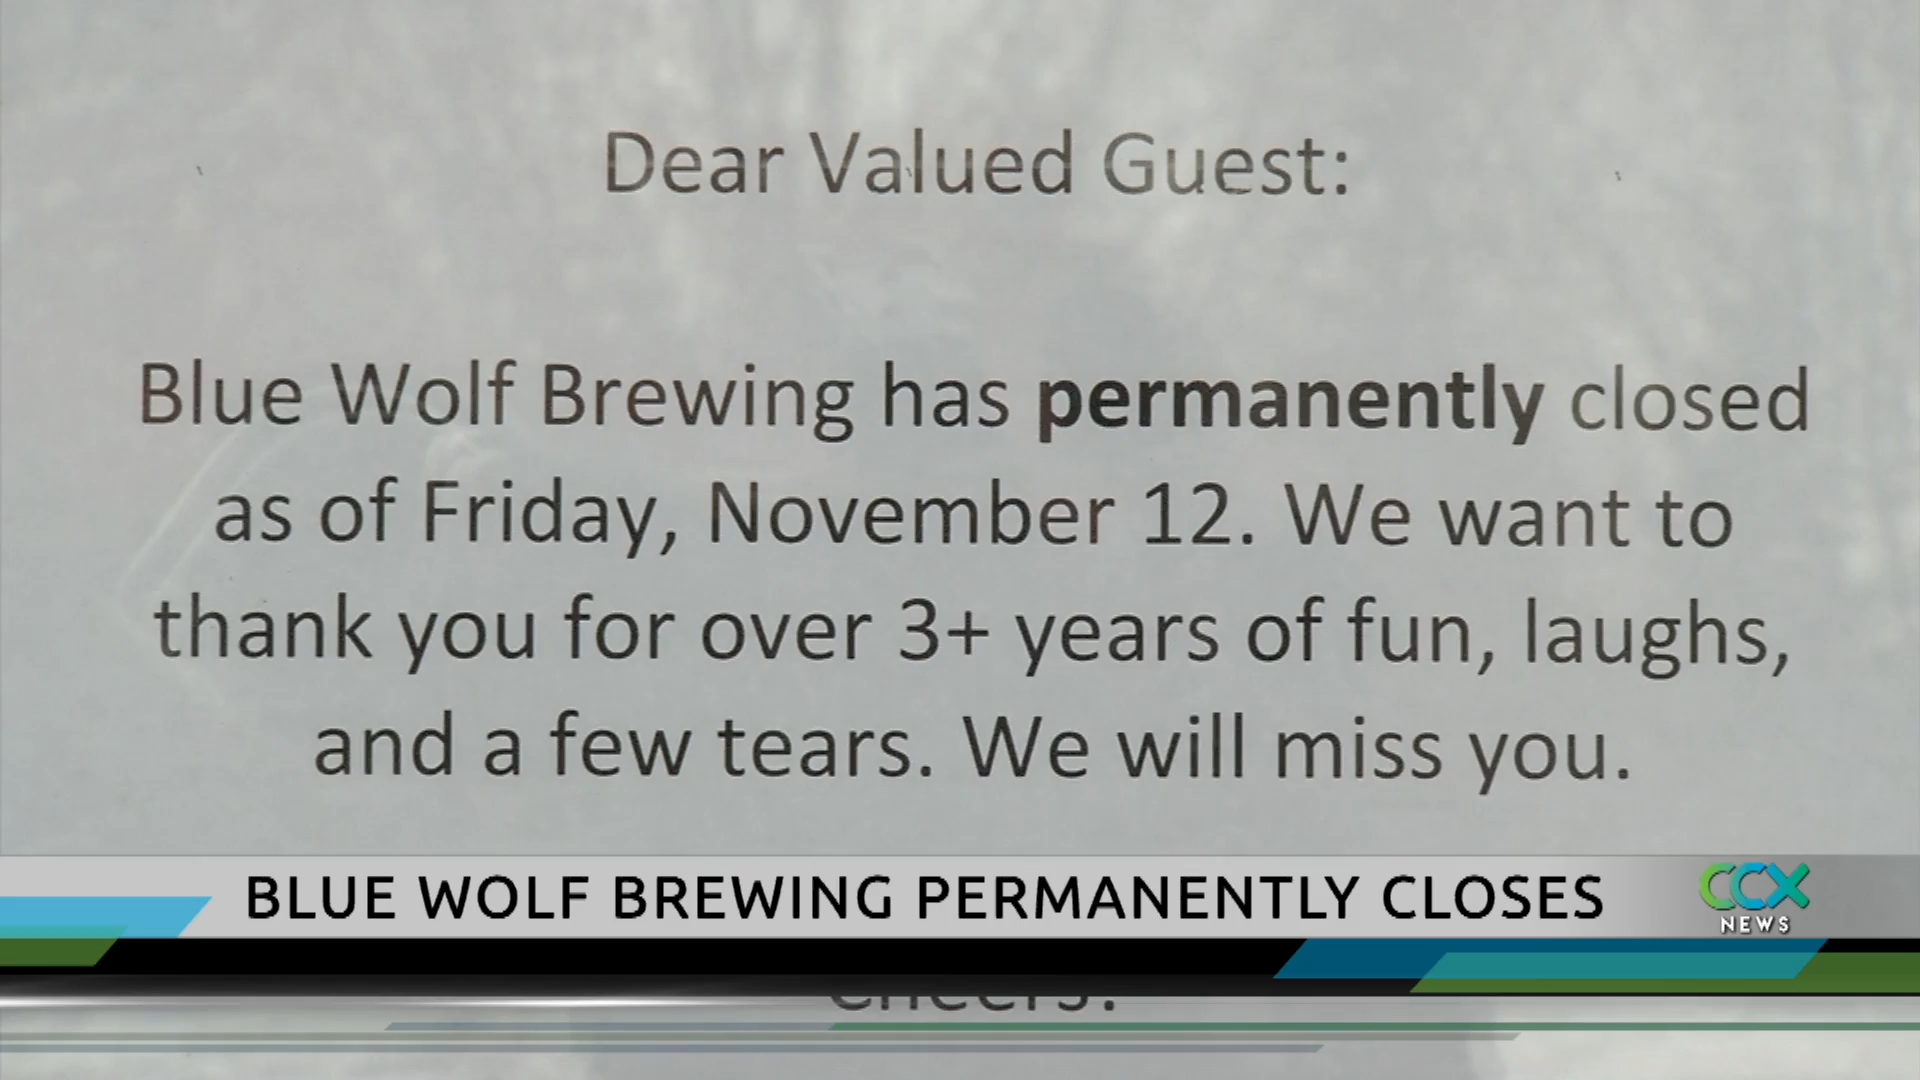 Dear Valued Guest:
Blue Wolf Brewing has permanently closed
as of Friday, November 12. We want to
thank you for over 3+ years of fun, laughs,
and a few tears. We will miss you.
BLUE WOLF BREWING PERMANENTLY CLOSES
CCX
NEWS